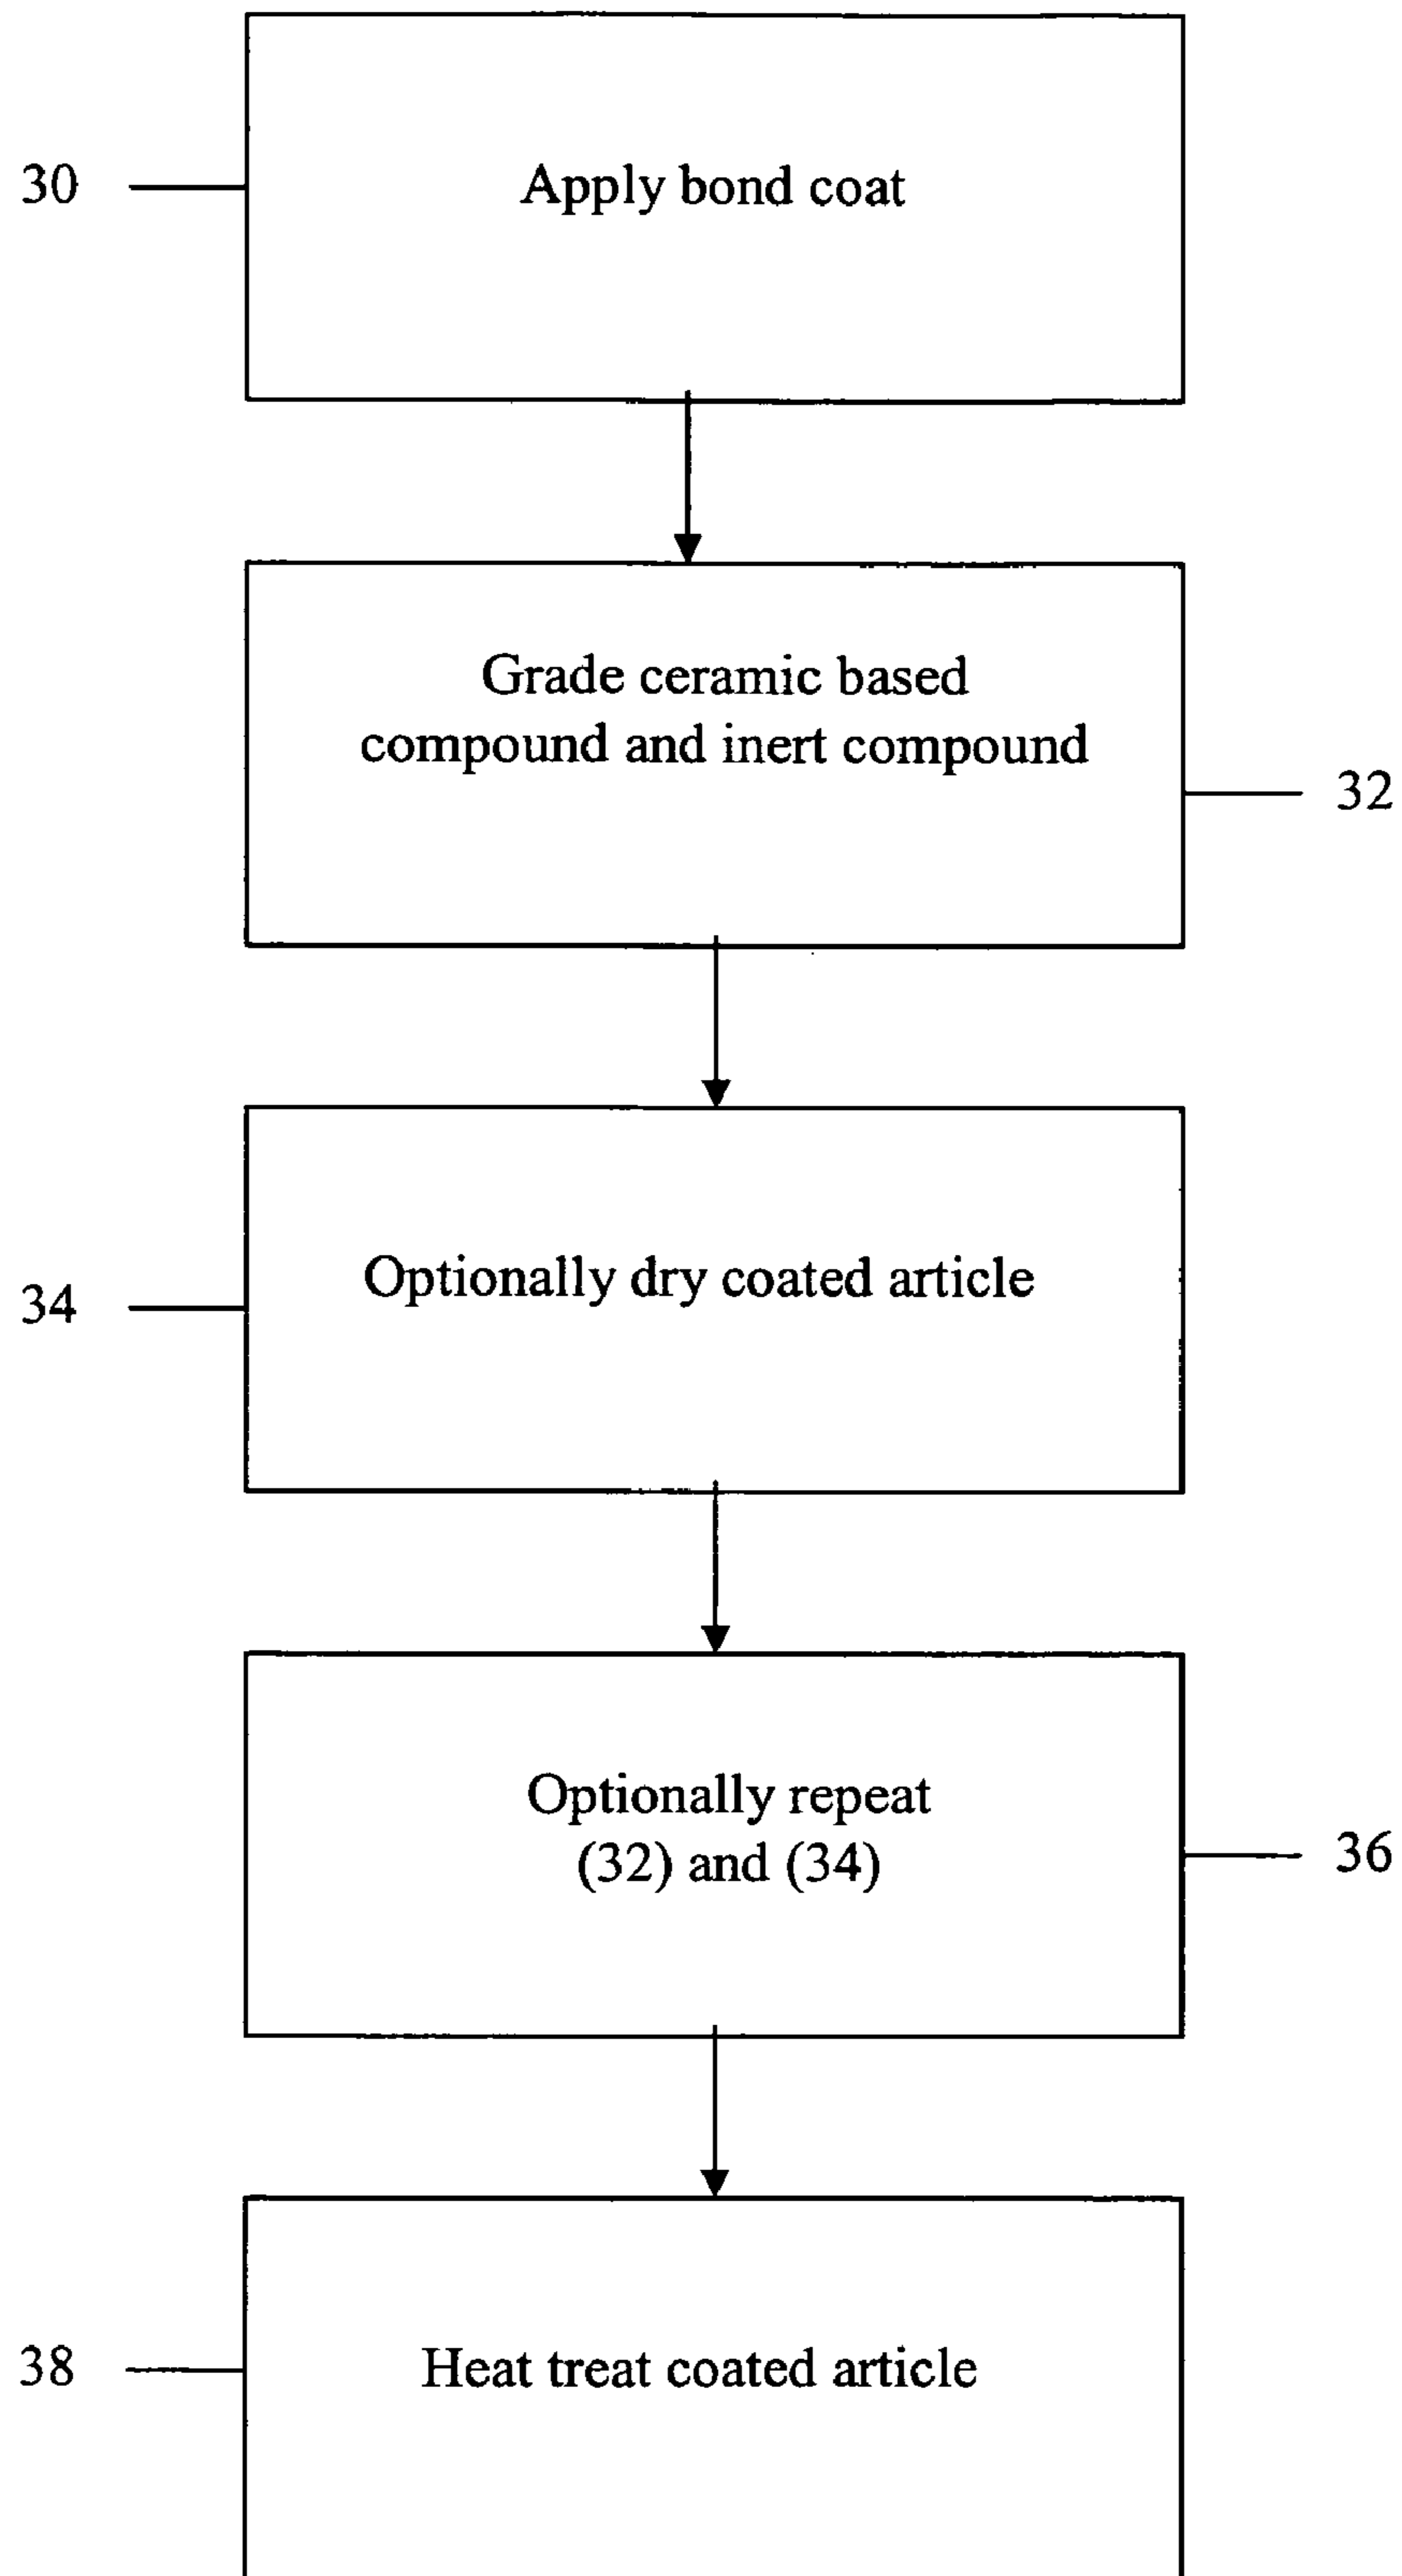 30
Apply bond coat
Grade ceramic based
compound and inert compound
32
Optionally dry coated article
34
Optionally repeat
(32) and (34)
36
38
Heat treat coated article